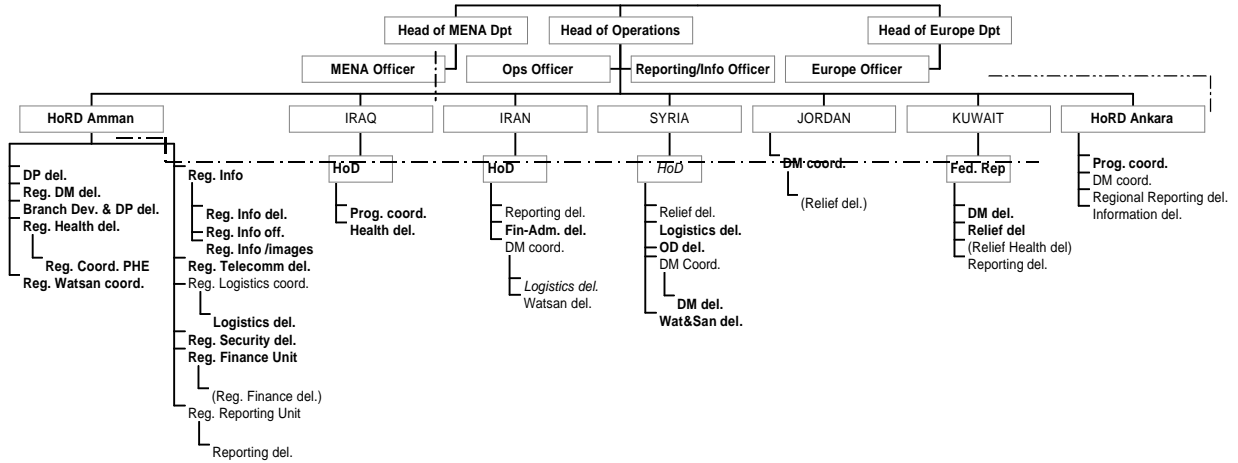 Head of MENA Dpt
Head of Operations
Head of Europe Dpt
MENA Officer
Ops Officer
Reporting/Info Officer
Europe Officer
HoRD Amman
IRAQ
IRAN
SYRIA
JORDAN
KUWAIT
HoRD Ankara
DP del.
Reg. DM del.
Branch Dev. & DP del.
Reg. Health del.
Reg. Coord. PHE
Reg. Watsan coord.
Reg. Info
Reg. Info del.
Reg. Info off.
Reg. Info /images
Reg. Telecomm del.
Reg. Logistics coord.
Logistics del.
Reg. Security del.
Reg. Finance Unit
(Reg. Finance del.)
Reg. Reporting Unit
Reporting del.
HoD
Prog. coord.
Health del.
HoD
Reporting del.
Fin-Adm. del.
DM coord.
Logistics del.
Watsan del.
HoD
Relief del.
Logistics del.
OD del.
DM Coord.
DM del.
Wat&San del.
DM coord.
(Relief del.)
Fed. Rep
DM del.
Relief del
(Relief Health del)
Reporting del.
Prog. coord.
DM coord.
Regional Reporting del.
Information del.